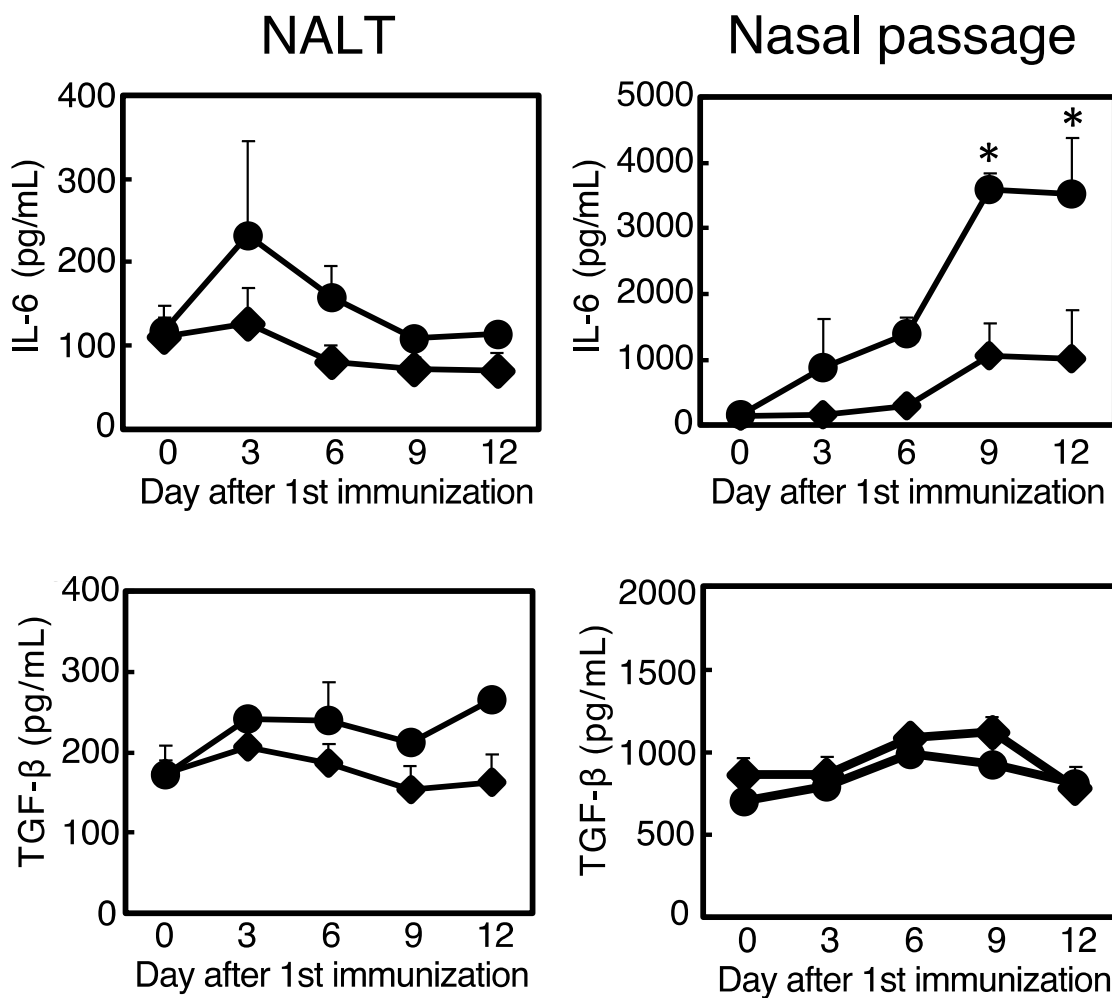 NALT
Nasal passage
IL-6 (pg/mL)
400
300
200
100
0
0 3 6 9 12
Day after 1st immunization
IL-6 (pg/mL)
5000
4000
3000
2000
1000
0
* *
0 3 6 9 12
Day after 1st immunization
TGF-β (pg/mL)
400
300
200
100
0
0 3 6 9 12
Day after 1st immunization
TGF-β (pg/mL)
2000
1500
1000
500
0
0 3 6 9 12
Day after 1st immunization